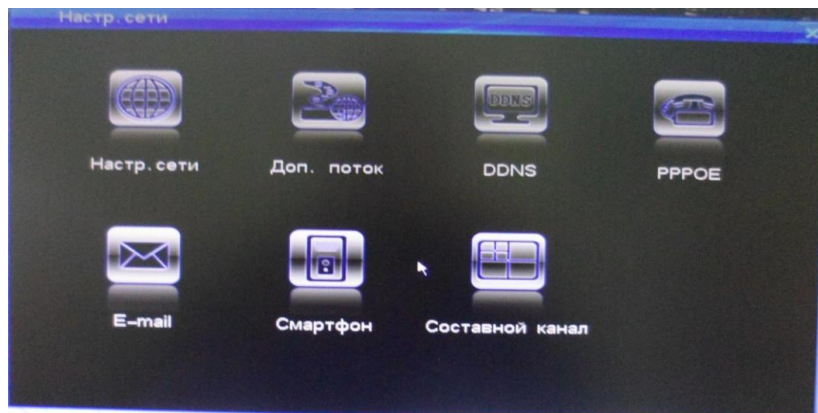 Настр.сети
DDNS
Настр.сети
Доп. поток
DDNS
PPPOE
E-mail
Смартфон
Составной канал